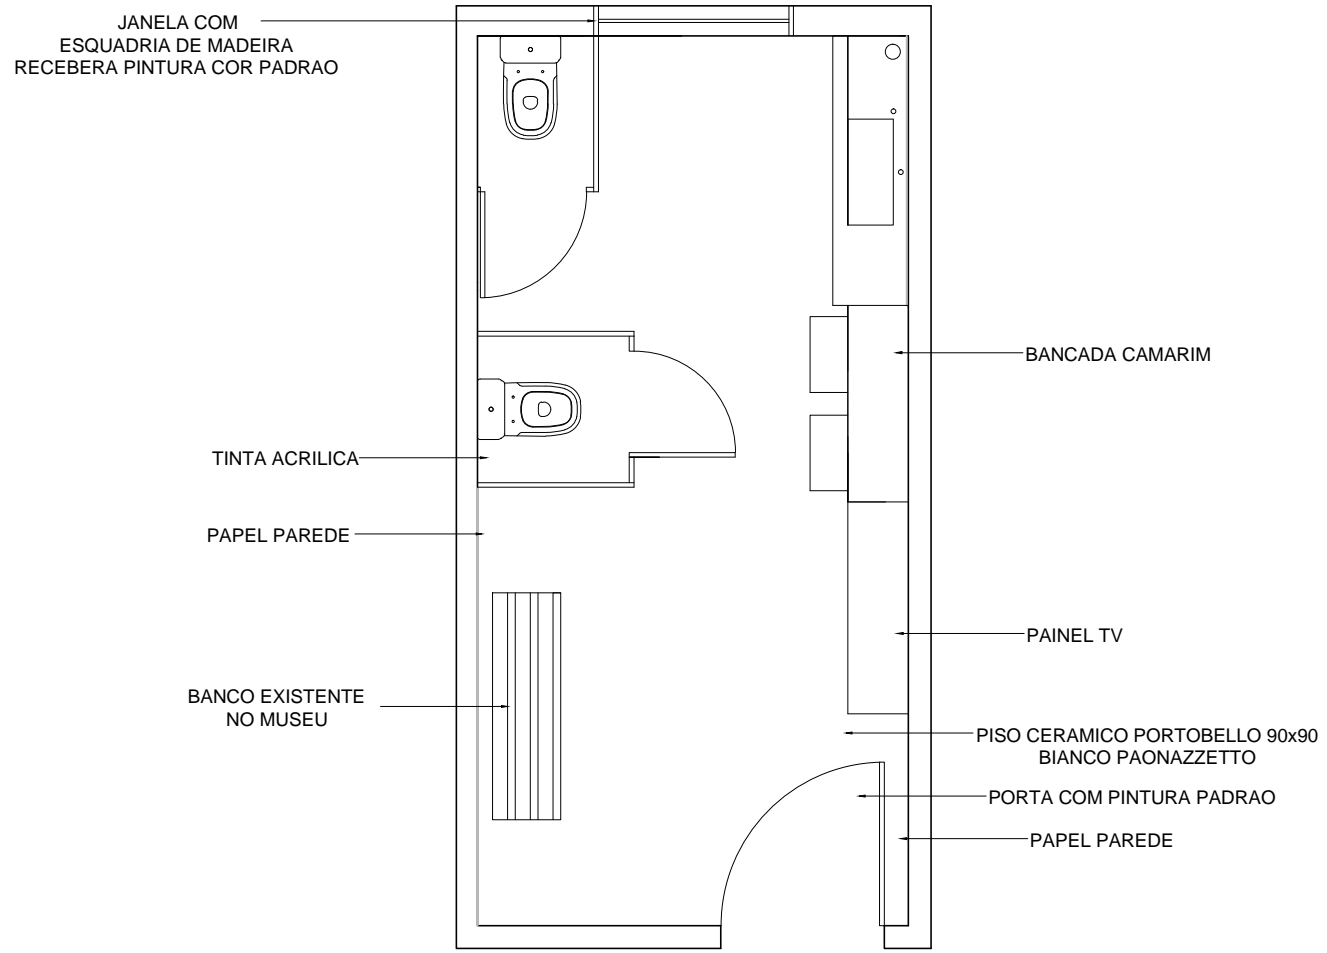 JANELA COM
ESQUADRIA DE MADEIRA
RECEBERA PINTURA COR PADRAO
BANCADA CAMARIM
TINTA ACRILICA
PAPEL PAREDE
PAINEL TV
BANCO EXISTENTE
NO MUSEU
PISO CERAMICO PORTOBELLO 90x90
BIANCO PAONAZZETTO
PORTA COM PINTURA PADRAO
PAPEL PAREDE